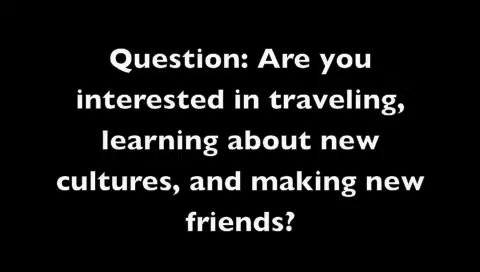 Question: Are you
interested in traveling,
learning about new
cultures, and making new
friends?